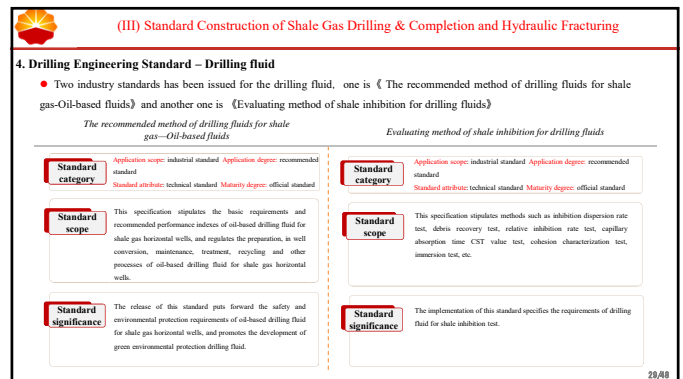 (III) Standard Construction of Shale Gas Drilling & Completion and Hydraulic Fracturing
4. Drilling Engineering Standard – Drilling fluid
● Two industry standards has been issued for the drilling fluid, one is《 The recommended method of drilling fluids for shale
gas-Oil-based fluids》and another one is 《Evaluating method of shale inhibition for drilling fluids》
The recommended method of drilling fluids for shale
gas—Oil-based fluids
Standard
category
Application scope: industrial standard Application degree: recommended
standard
Standard attribute: technical standard Maturity degree: official standard
Standard
scope
This specification stipulates the basic requirements and
recommended performance indexes of oil-based drilling fluid for
shale gas horizontal wells, and regulates the preparation, in well
conversion, maintenance, treatment, recycling and other
processes of oil-based drilling fluid for shale gas horizontal
wells.
Standard
significance
The release of this standard puts forward the safety and
environmental protection requirements of oil-based drilling fluid
for shale gas horizontal wells, and promotes the development of
green environmental protection drilling fluid.
Evaluating method of shale inhibition for drilling fluids
Standard
category
Application scope: industrial standard Application degree: recommended
standard
Standard attribute: technical standard Maturity degree: official standard
Standard
scope
This specification stipulates methods such as inhibition dispersion rate
test, debris recovery test, relative inhibition rate test, capillary
absorption time CST value test, cohesion characterization test,
immersion test, etc.
Standard
significance
The implementation of this standard specifies the requirements of drilling
fluid for shale inhibition test.
29/48